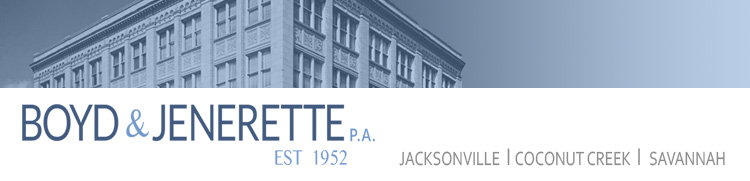 BOYD & JENERETTE P.A.
EST 1952
JACKSONVILLE | COCONUT CREEK | SAVANNAH